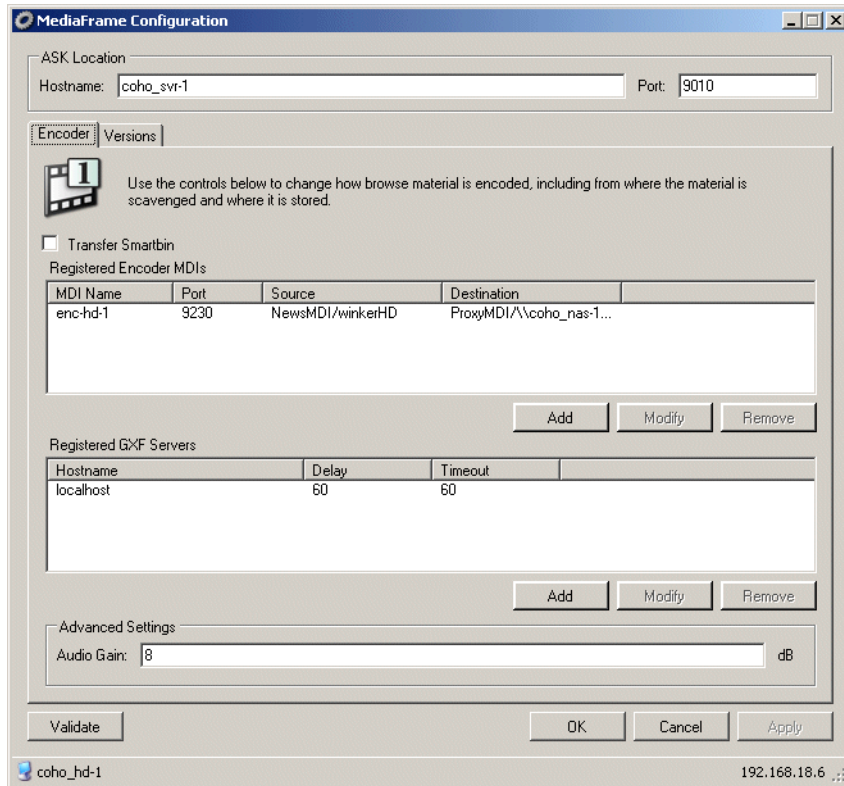 MediaFrame Configuration
ASK Location
Hostname: coho_svr-1 Port: 9010
Encoder Versions
1
Use the controls below to change how browse material is encoded, including from where the material is
scavenged and where it is stored.
Transfer Smartbin
Registered Encoder MDIs
MDI Name Port Source Destination
enc-hd-1 9230 NewsMDI/winkerHD ProxyMDI/\\coho_nas-1...
Add Modify Remove
Registered GXF Servers
Hostname Delay Timeout
localhost 60 60
Add Modify Remove
Advanced Settings
Audio Gain: 8 dB
Validate OK Cancel Apply
coho_hd-1 192.168.18.6